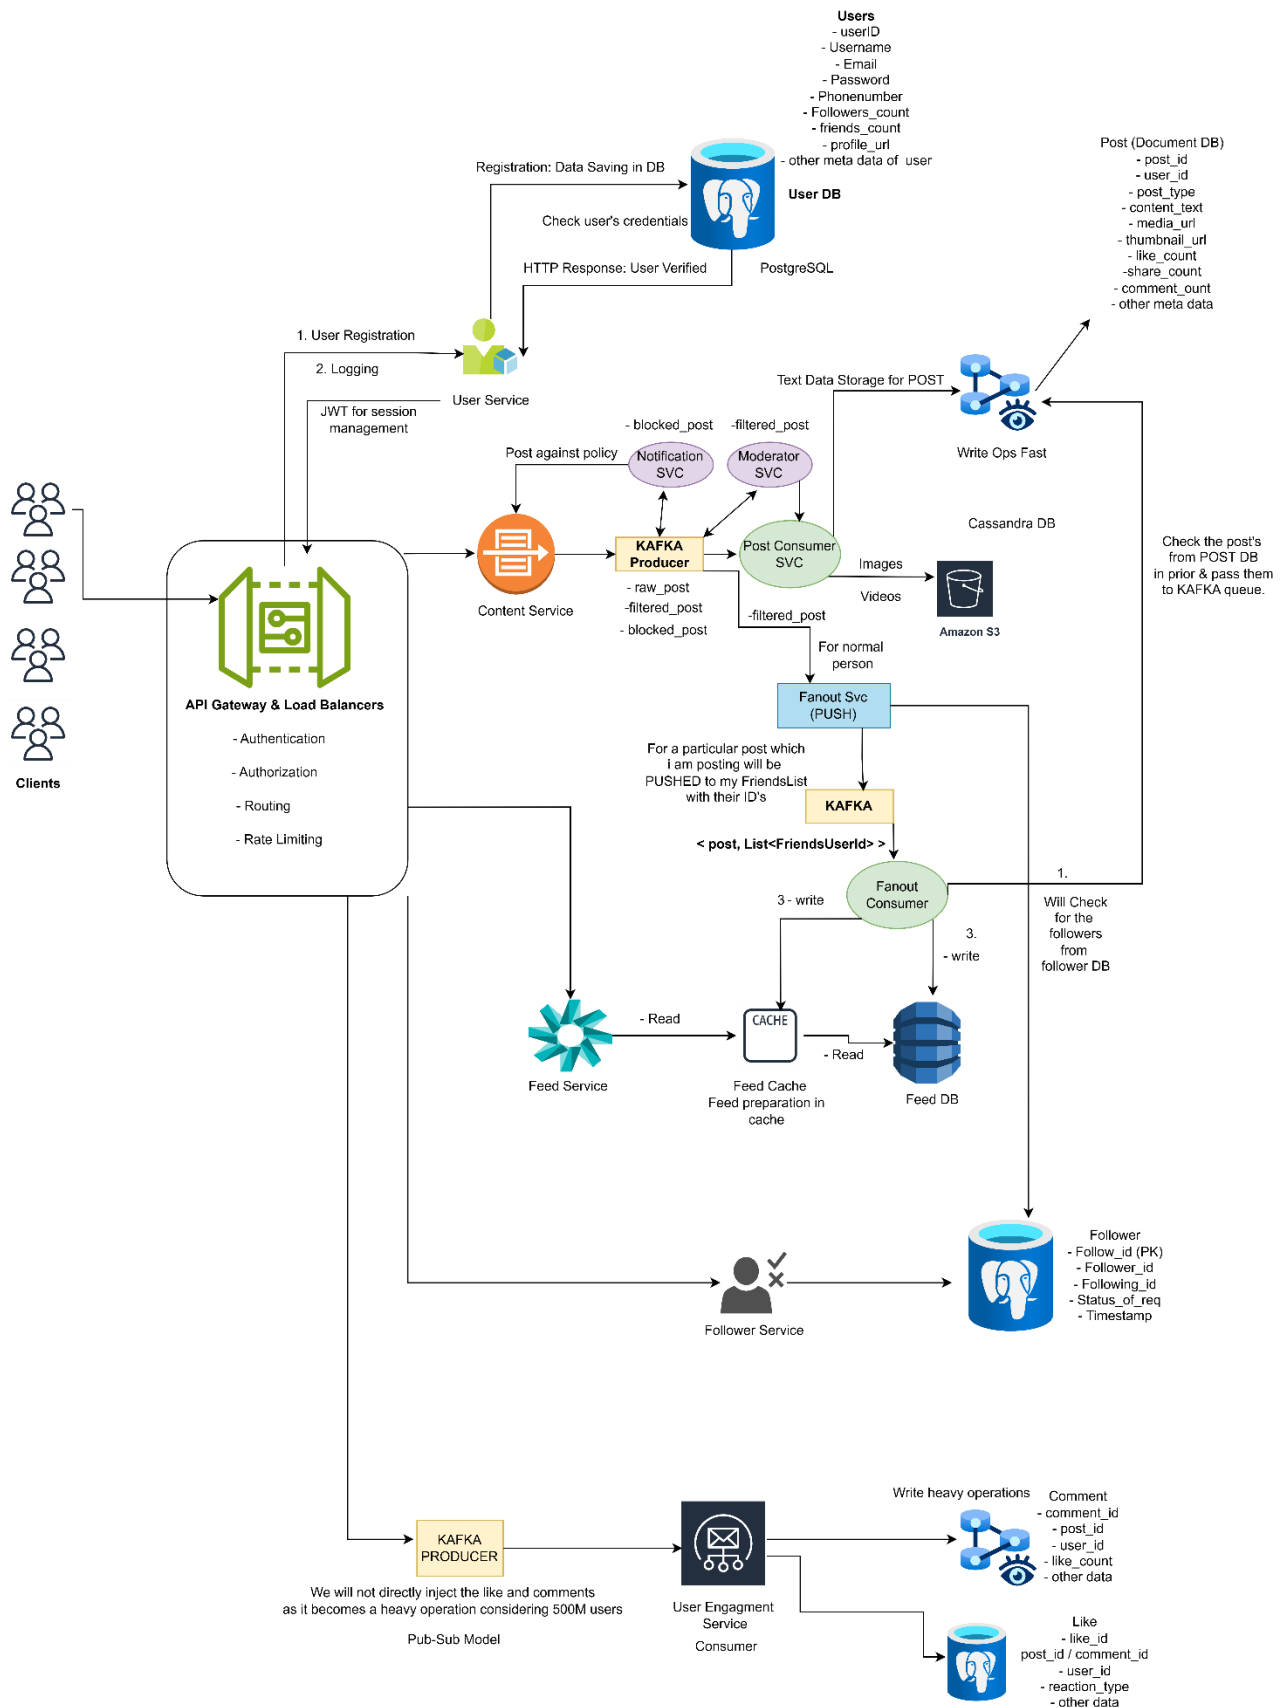 Users
- userID
- Username
- Email
- Password
- Phonenumber
- Followers_count
- friends_count
- profile_url
- other meta data of user
User DB
PostgreSQL
Registration: Data Saving in DB
Check user's credentials
HTTP Response: User Verified
1. User Registration
2. Logging
User Service
JWT for session
management
Post (Document DB)
- post_id
- user_id
- post_type
- content_text
- media_url
- thumbnail_url
- like_count
-share_count
- comment_ount
- other meta data
Text Data Storage for POST
Write Ops Fast
Cassandra DB
Check the post's
from POST DB
in prior & pass them
to KAFKA queue.
- blocked_post
-filtered_post
Post against policy
Notification
SVC
Moderator
SVC
Content Service
KAFKA
Producer
- raw_post
-filtered_post
- blocked_post
Post Consumer
SVC
Images
Videos
Amazon S3
-filtered_post
For normal
person
Fanout Svc
(PUSH)
For a particular post which
i am posting will be
PUSHED to my FriendsList
with their ID's
KAFKA
< post, List<FriendsUserId> >
Fanout
Consumer
1.
Will Check
for the
followers
from
follower DB
3 - write
3.
- write
Clients
API Gateway & Load Balancers
- Authentication
- Authorization
- Routing
- Rate Limiting
Feed Service
- Read
CACHE
Feed Cache
Feed preparation in
cache
- Read
Feed DB
Follower Service
Follower
- Follow_id (PK)
- Follower_id
- Following_id
- Status_of_req
- Timestamp
KAFKA
PRODUCER
We will not directly inject the like and comments
as it becomes a heavy operation considering 500M users
Pub-Sub Model
User Engagment
Service
Consumer
Write heavy operations
Comment
- comment_id
- post_id
- user_id
- like_count
- other data
Like
- like_id
post_id / comment_id
- user_id
- reaction_type
- other data